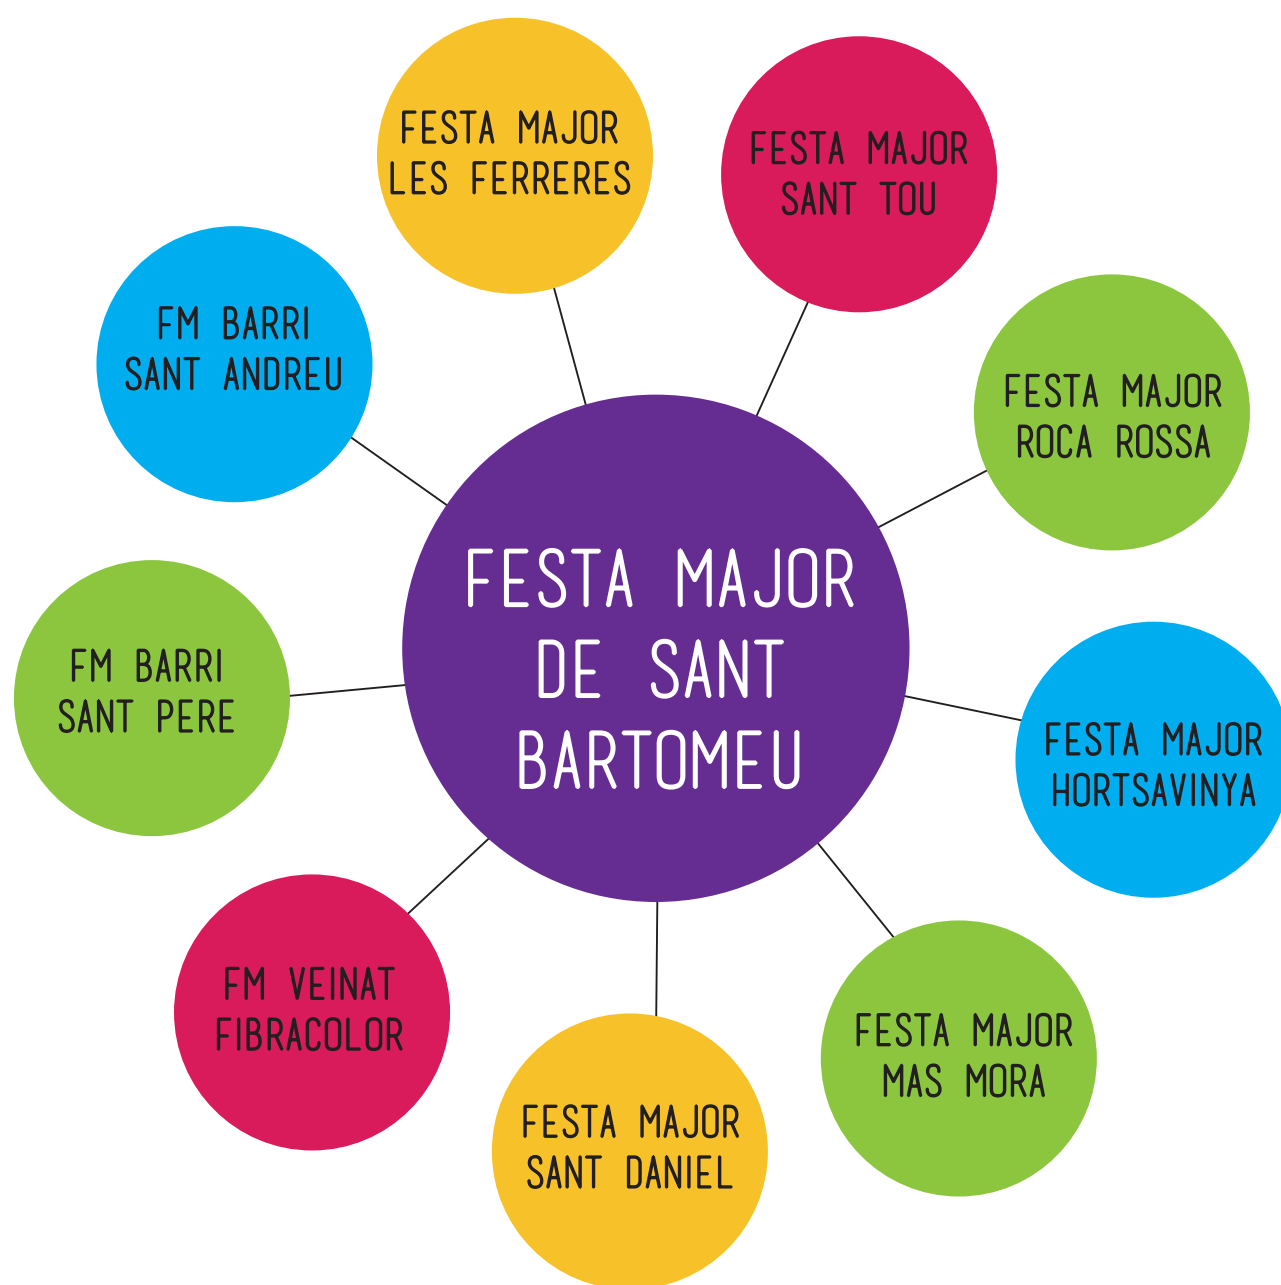 FESTA MAJOR
LES FERRERES
FESTA MAJOR
SANT TOU
FM BARRI
SANT ANDREU
FESTA MAJOR
ROCA ROSSA
FESTA MAJOR
DE SANT
BARTOMEU
FM BARRI
SANT PERE
FESTA MAJOR
HORTSAVINYA
FM VEINAT
FIBRACOLOR
FESTA MAJOR
MAS MORA
FESTA MAJOR
SANT DANIEL